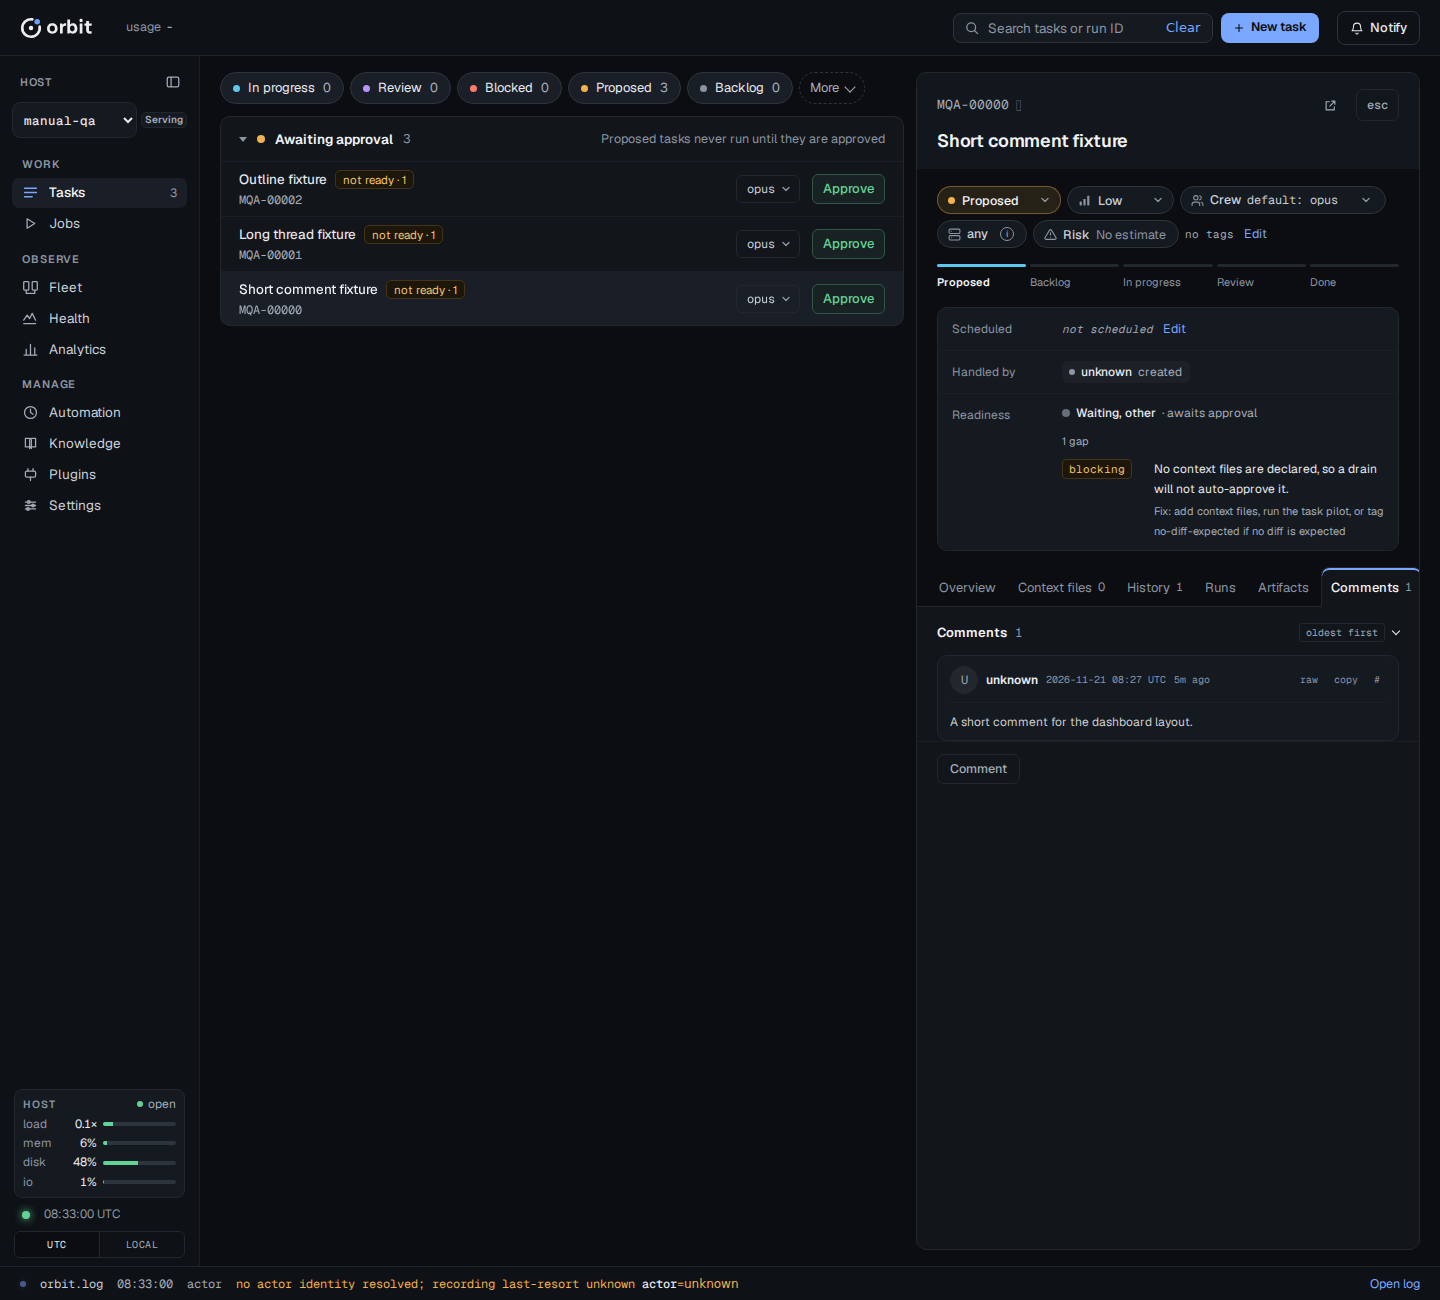 orbit
usage –
Search tasks or run ID
Clear
+ New task
Notify
HOST
manual-qa
Serving
WORK
Tasks 3
Jobs
OBSERVE
Fleet
Health
Analytics
MANAGE
Automation
Knowledge
Plugins
Settings
HOST
open
load 0.1×
mem 6%
disk 48%
io 1%
08:33:00 UTC
UTC
LOCAL
In progress 0
Review 0
Blocked 0
Proposed 3
Backlog 0
More
Awaiting approval 3
Proposed tasks never run until they are approved
Outline fixture
not ready · 1
MQA-00002
opus
Approve
Long thread fixture
not ready · 1
MQA-00001
opus
Approve
Short comment fixture
not ready · 1
MQA-00000
opus
Approve
MQA-00000
esc
Short comment fixture
Proposed
Low
Crew default: opus
any
Risk No estimate
no tags
Edit
Proposed
Backlog
In progress
Review
Done
Scheduled
not scheduled Edit
Handled by
unknown created
Readiness
Waiting, other · awaits approval
1 gap
blocking
No context files are declared, so a drain
will not auto-approve it.
Fix: add context files, run the task pilot, or tag
no-diff-expected if no diff is expected
Overview
Context files 0
History 1
Runs
Artifacts
Comments 1
Comments 1
oldest first
U
unknown 2026-11-21 08:27 UTC 5m ago
raw
copy
#
A short comment for the dashboard layout.
Comment
orbit.log 08:33:00 actor no actor identity resolved; recording last-resort unknown actor=unknown
Open log